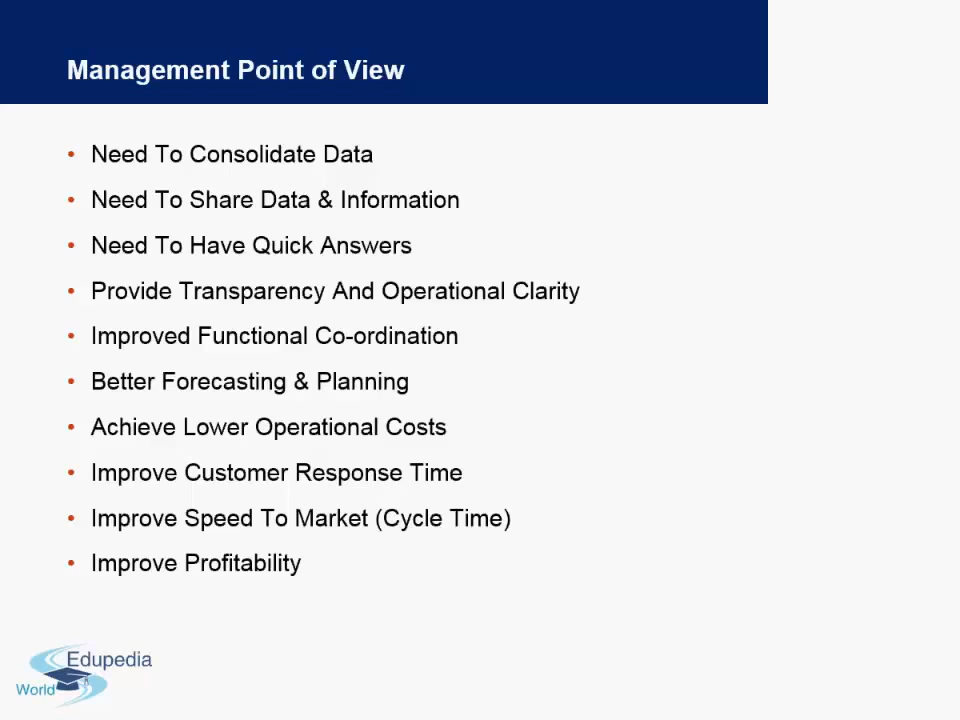 Management Point of View
• Need To Consolidate Data
• Need To Share Data & Information
• Need To Have Quick Answers
• Provide Transparency And Operational Clarity
• Improved Functional Co-ordination
• Better Forecasting & Planning
• Achieve Lower Operational Costs
• Improve Customer Response Time
• Improve Speed To Market (Cycle Time)
• Improve Profitability
Edupedia
World